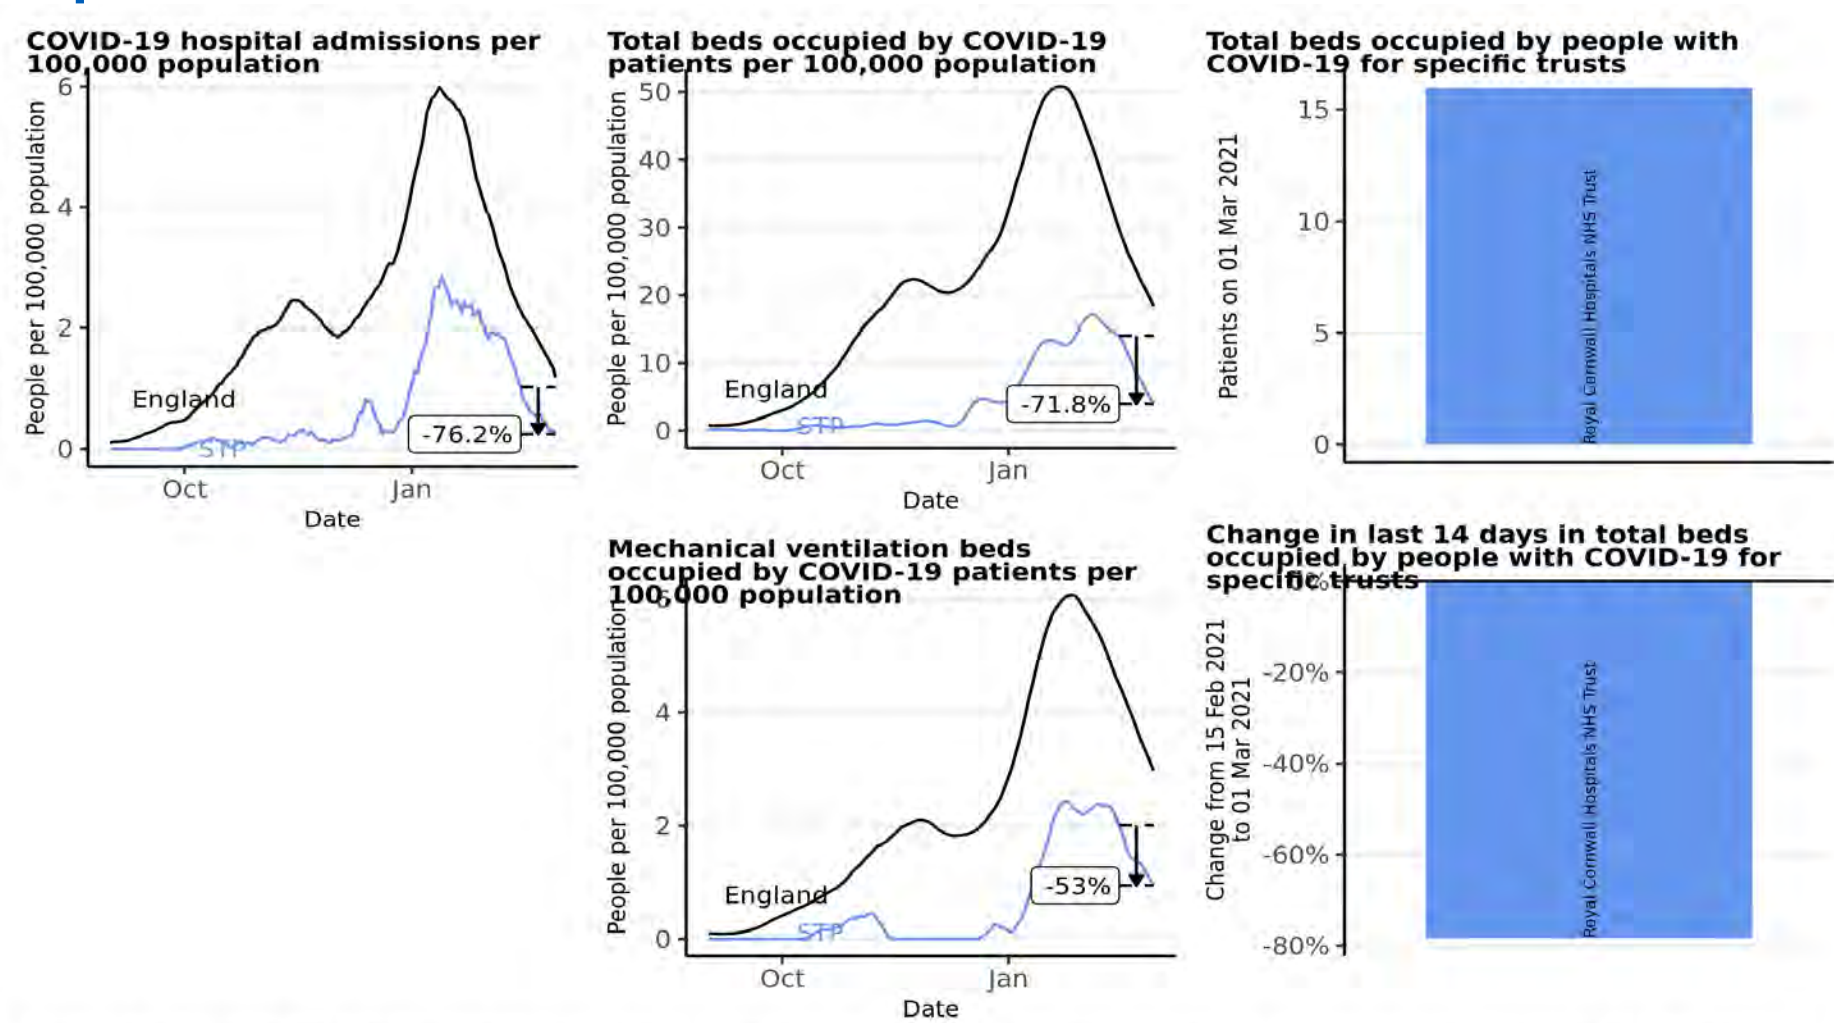 COVID-19 hospital admissions per
100,000 population
People per 100,000 population
6
4
2
0
England
STP
-76.2%
Oct
Jan
Date
Total beds occupied by COVID-19
patients per 100,000 population
People per 100,000 population
50
40
30
20
10
0
England
STP
-71.8%
Oct
Jan
Date
Total beds occupied by people with
COVID-19 for specific trusts
Patients on 01 Mar 2021
15
10
5
0
Royal Cornwall Hospitals NHS Trust
Mechanical ventilation beds
occupied by COVID-19 patients per
100,000 population
People per 100,000 population
6
4
2
0
England
STP
-53%
Oct
Jan
Date
Change in last 14 days in total beds
occupied by people with COVID-19 for
specific trusts
Change from 15 Feb 2021
to 01 Mar 2021
0%
-20%
-40%
-60%
-80%
Royal Cornwall Hospitals NHS Trust